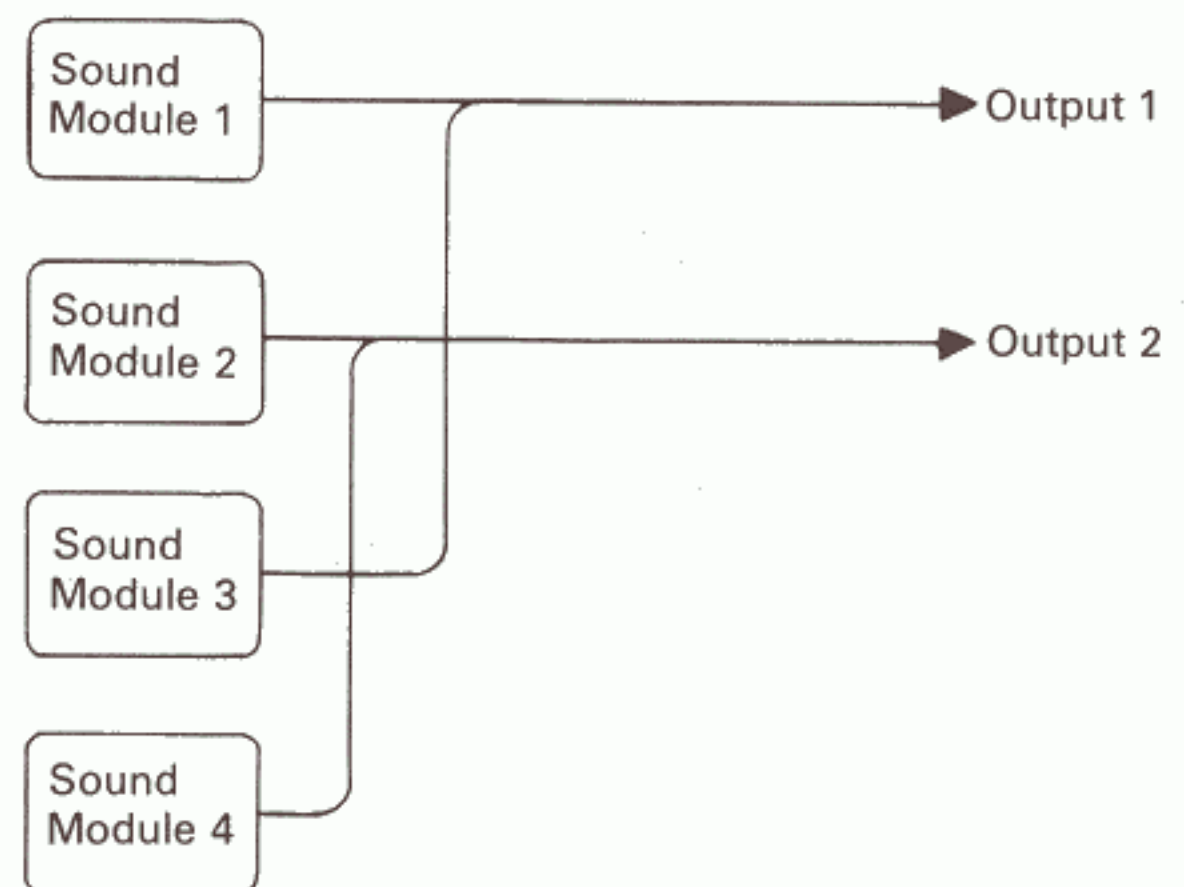 Sound
Module 1
Output 1
Sound
Module 2
Output 2
Sound
Module 3
Sound
Module 4